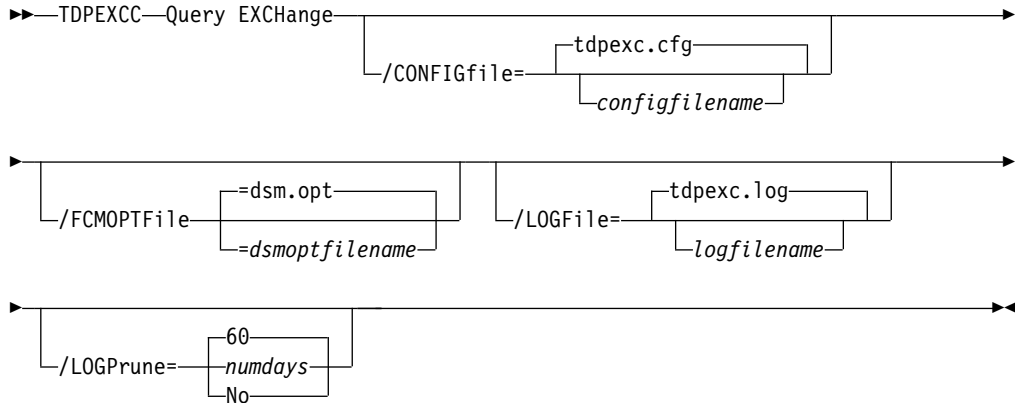 TDPEXCC Query EXCHange
tdpexc.cfg
/CONFIGfile=
configfilename
=dsm.opt
/FCMOPTFile
=dsmoptfilename
tdpexc.log
/LOGFile=
logfilename
60
/LOGPrune=
numdays
No